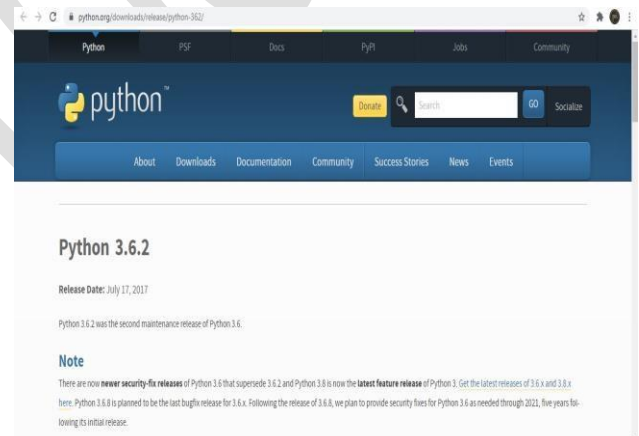 python.org/downloads/release/python-362/
Python PSF Docs PyPI Jobs Community
python™
Donate Search GO Socialize
About Downloads Documentation Community Success Stories News Events
Python 3.6.2
Release Date: July 17, 2017
Python 3.6.2 was the second maintenance release of Python 3.6.
Note
There are now newer security-fix releases of Python 3.6 that supersede 3.6.2 and Python 3.8 is now the latest feature release of Python 3. Get the latest releases of 3.6.x and 3.8.x
here. Python 3.6.8 is planned to be the last bugfix release for 3.6.x. Following the release of 3.6.8, we plan to provide security fixes for Python 3.6 as needed through 2021, five years fol-
lowing its initial release.